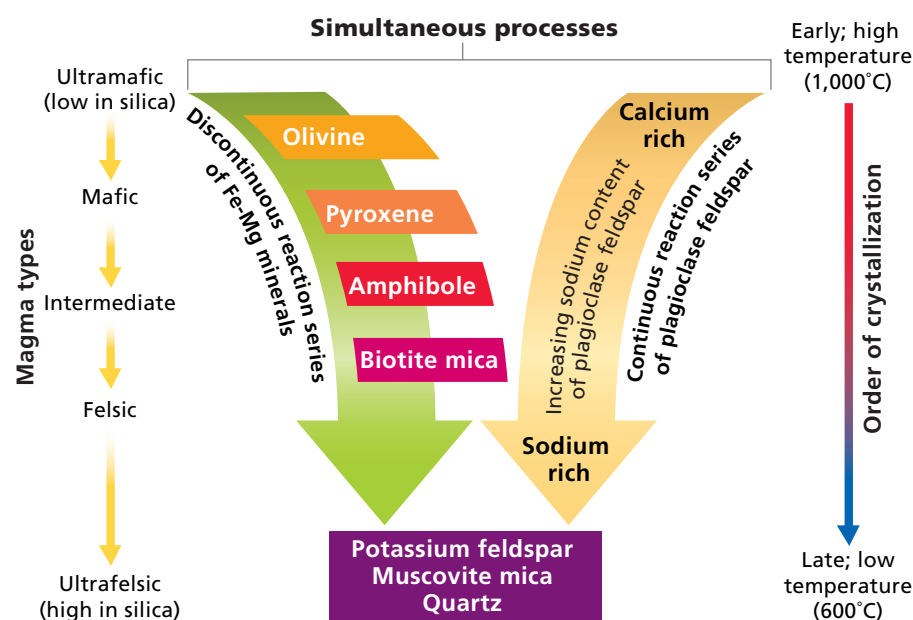 Simultaneous processes
Ultramafic
(low in silica)
Mafic
Intermediate
Felsic
Ultrafelsic
(high in silica)
Magma types
Discontinuous reaction series
of Fe-Mg minerals
Olivine
Pyroxene
Amphibole
Biotite mica
Calcium
rich
Increasing sodium content
of plagioclase feldspar
Sodium
rich
Continuous reaction series
of plagioclase feldspar
Potassium feldspar
Muscovite mica
Quartz
Early; high
temperature
(1,000˚C)
Order of crystallization
Late; low
temperature
(600˚C)